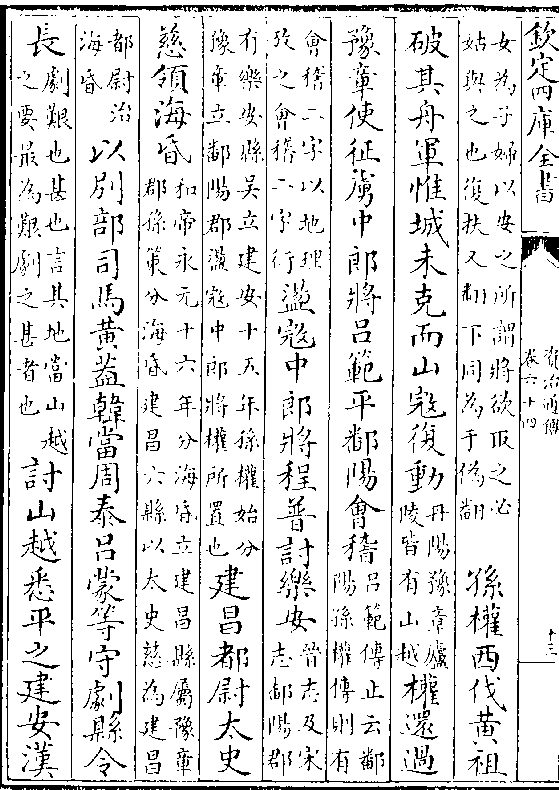 欽定四庫全書
資治通鑑
卷六十四
十三
女為子婦以安之所謂將欲取之必
姑與之也復扶又翻下同為于偽翻
孫權西伐黄祖
破其舟軍惟城未克而山寇復動
丹陽豫章廬
陵皆有山越
權還過
豫章使征虜中郎將吕範平鄱陽會稽
吕範傳止云鄱
陽孫權傳則有
會稽二字以地理
攷之會稽二字衍
盪寇中郎將程普討樂安
晉志及宋
志鄱陽郡
有樂安縣吳立建安十五年孫權始分
豫章立鄱陽郡盪寇中郎將權所置也
建昌都尉太史
慈領海昏
和帝永元十六年分海昏立建昌縣屬豫章
郡孫策分海昏建昌六縣以太史慈為建昌
都尉治
海昏
以別部司馬黄蓋韓當周泰吕蒙等守劇縣令
長
劇艱也甚也言其地當山越
之要最為艱劇之甚者也
討山越悉平之建安漢